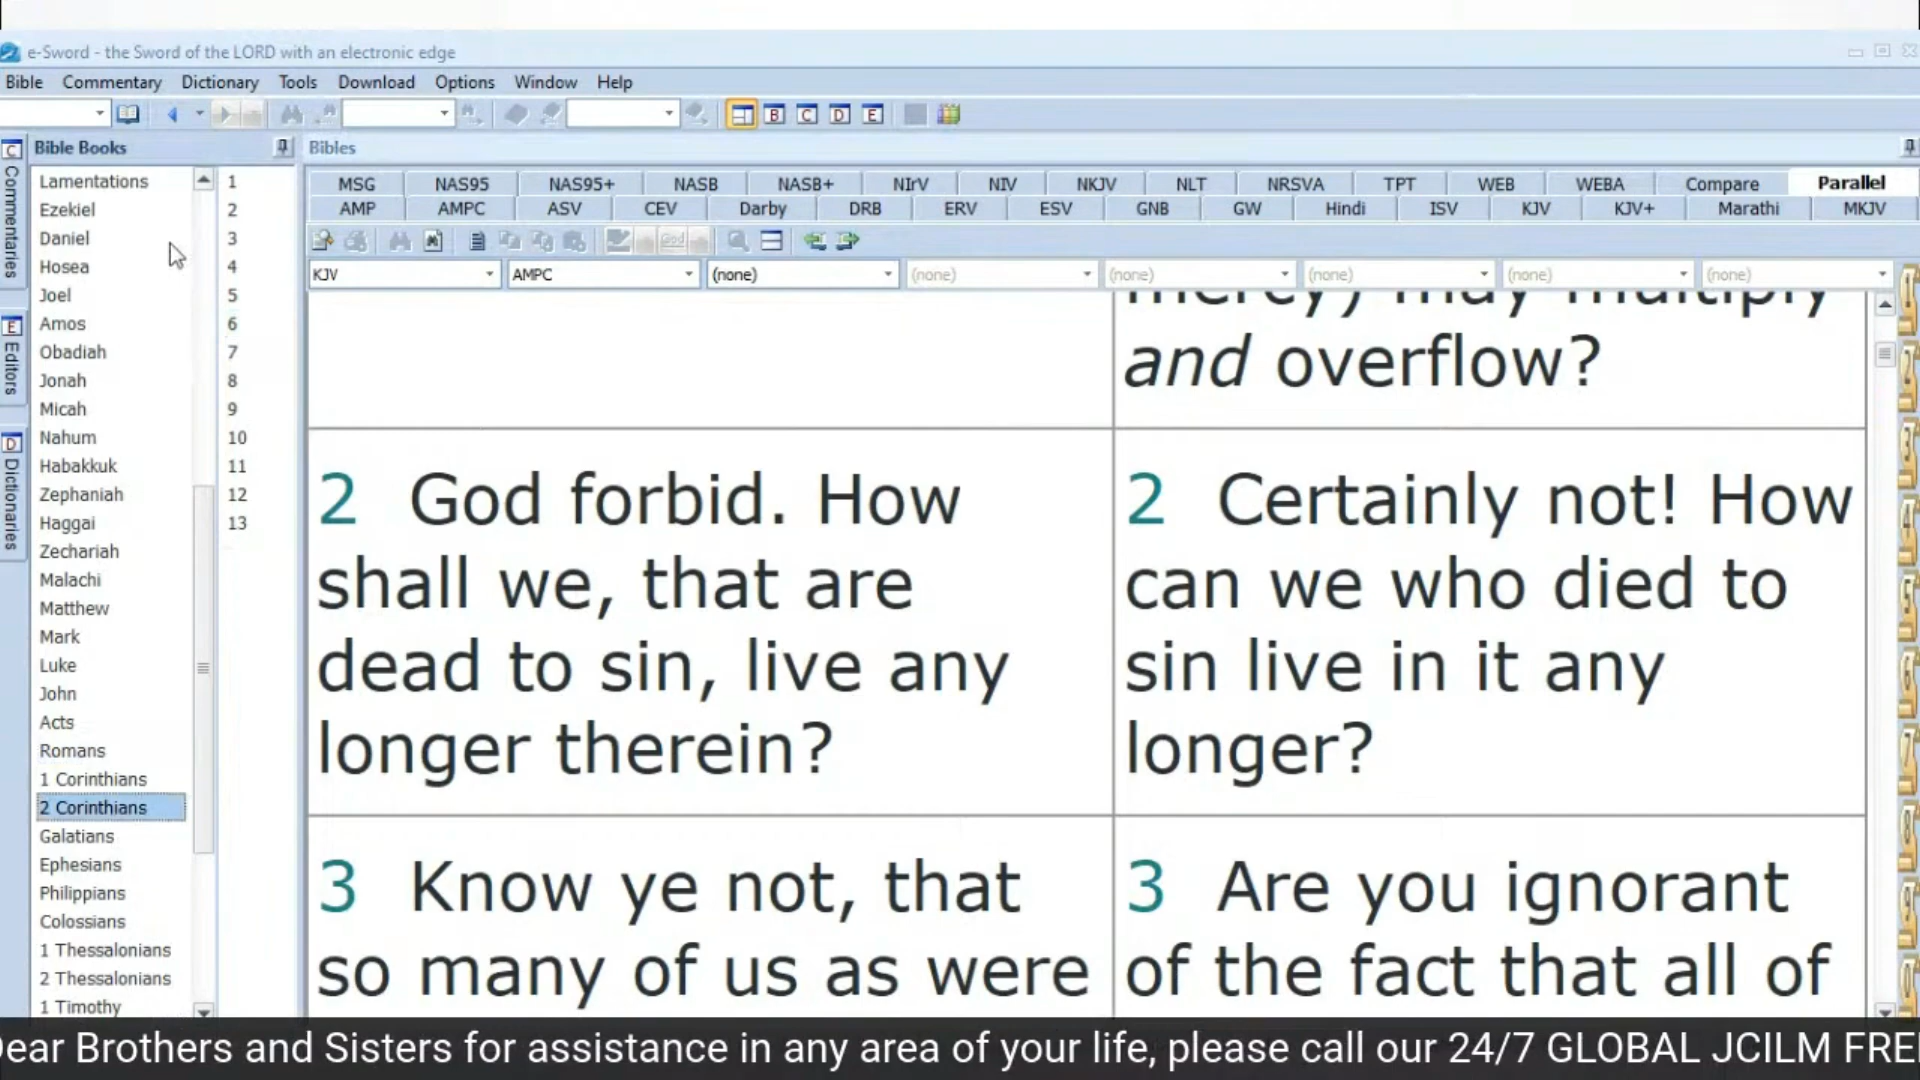 e-Sword - the Sword of the LORD with an electronic edge
Bible Commentary Dictionary Tools Download Options Window Help
B C D E
Bible Books
Bibles
C Commentaries
E Editors
D Dictionaries
Lamentations 1
Ezekiel 2
Daniel 3
Hosea 4
Joel 5
Amos 6
Obadiah 7
Jonah 8
Micah 9
Nahum 10
Habakkuk 11
Zephaniah 12
Haggai 13
Zechariah
Malachi
Matthew
Mark
Luke
John
Acts
Romans
1 Corinthians
2 Corinthians
Galatians
Ephesians
Philippians
Colossians
1 Thessalonians
2 Thessalonians
1 Timothy
MSG NAS95 NAS95+ NASB NASB+ NIrV NIV NKJV NLT NRSVA TPT WEB WEBA Compare Parallel
AMP AMPC ASV CEV Darby DRB ERV ESV GNB GW Hindi ISV KJV KJV+ Marathi MKJV
KJV AMPC (none) (none) (none) (none) (none) (none)
2 God forbid. How
shall we, that are
dead to sin, live any
longer therein?
3 Know ye not, that
so many of us as were
mercy) may multiply
and overflow?
2 Certainly not! How
can we who died to
sin live in it any
longer?
3 Are you ignorant
of the fact that all of
ear Brothers and Sisters for assistance in any area of your life, please call our 24/7 GLOBAL JCILM FRE